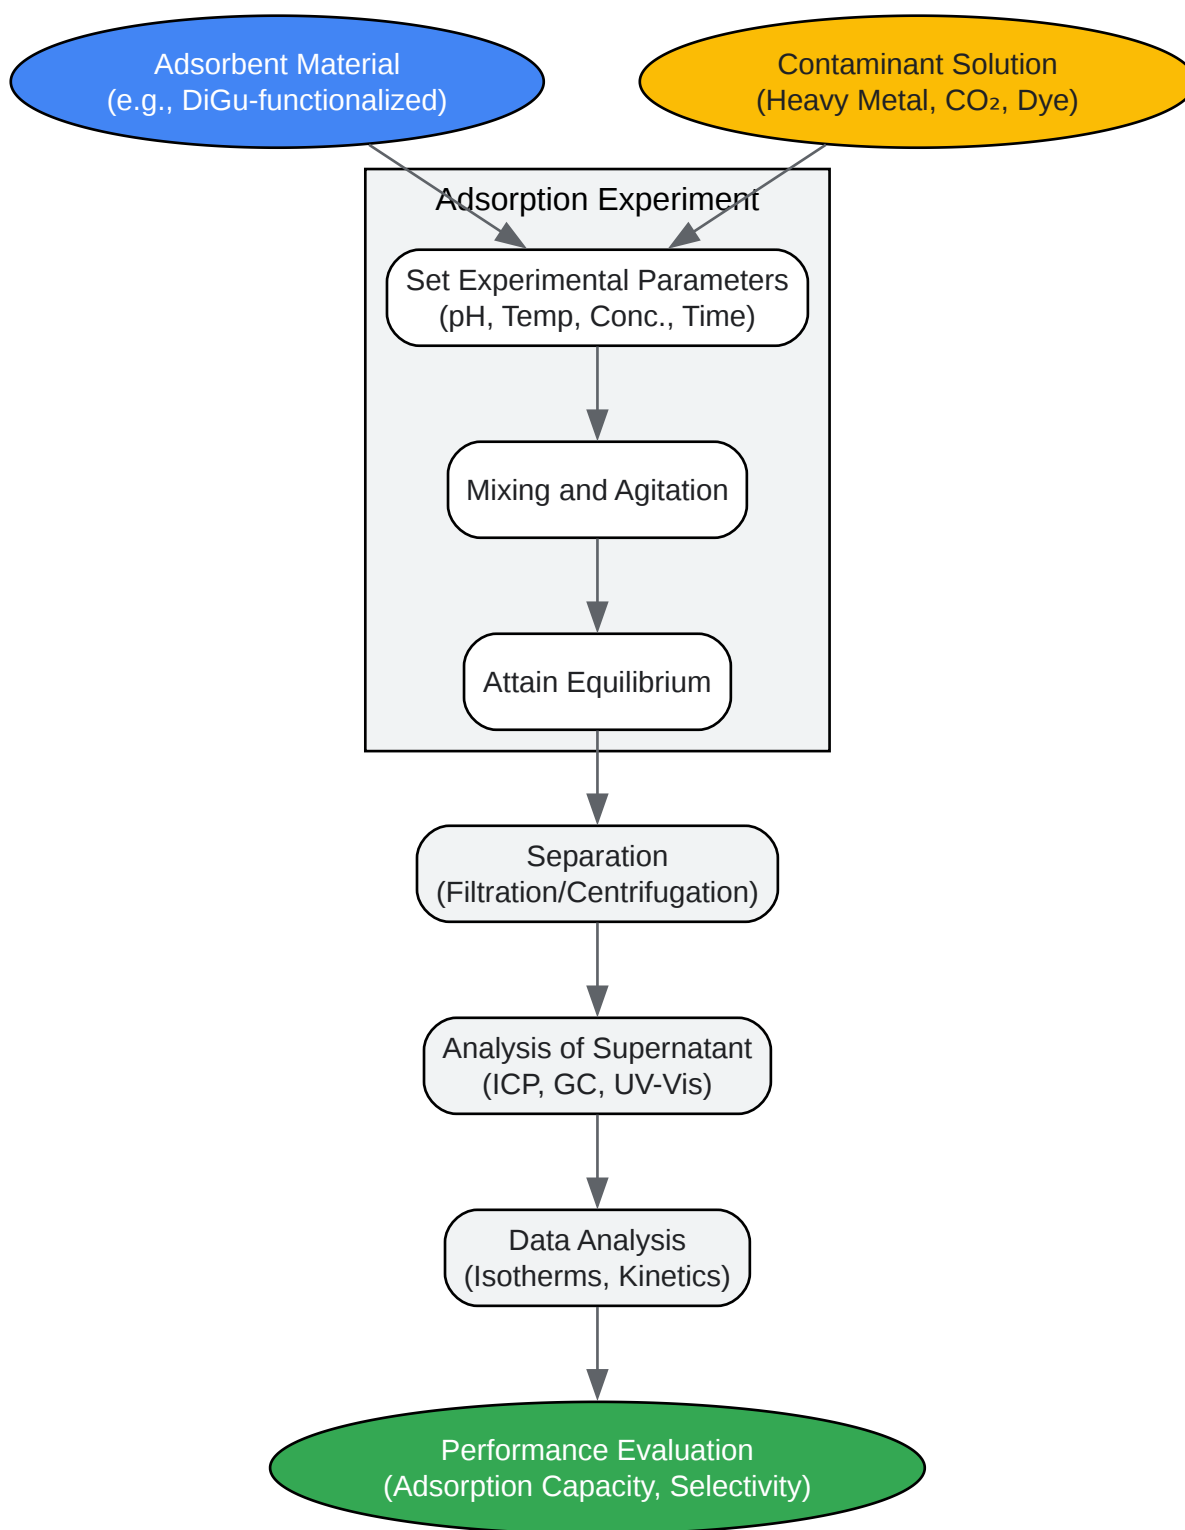 Adsorbent Material
(e.g., DiGu-functionalized)
Contaminant Solution
(Heavy Metal, CO₂, Dye)
Adsorption Experiment
Set Experimental Parameters
(pH, Temp, Conc., Time)
Mixing and Agitation
Attain Equilibrium
Separation
(Filtration/Centrifugation)
Analysis of Supernatant
(ICP, GC, UV-Vis)
Data Analysis
(Isotherms, Kinetics)
Performance Evaluation
(Adsorption Capacity, Selectivity)